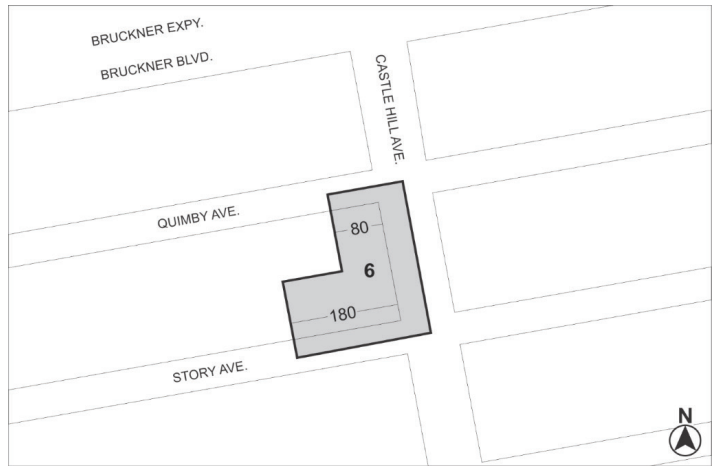 BRUCKNER EXPY.
BRUCKNER BLVD.
CASTLE HILL AVE.
QUIMBY AVE.
80
6
180
STORY AVE.
N